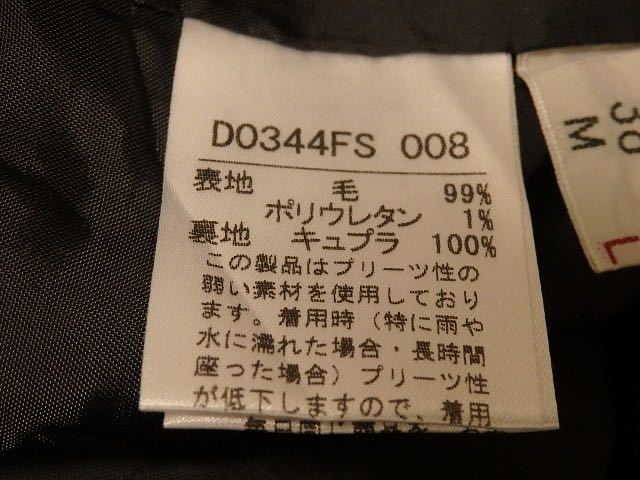 D0344FS 008
表地 毛 99%
ポリウレタン 1%
裏地 キュプラ 100%
この製品はプリーツ性の
弱い素材を使用しており
ます。着用時（特に雨や
水に濡れた場合・長時間
座った場合）プリーツ性
が低下しますので、着用
38
M
L